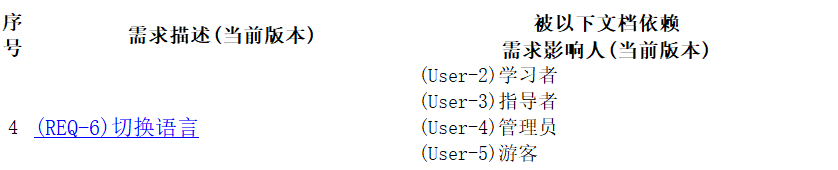 序号
需求描述(当前版本)
被以下文档依赖
需求影响人(当前版本)
4
(REQ-6)切换语言
(User-2)学习者
(User-3)指导者
(User-4)管理员
(User-5)游客